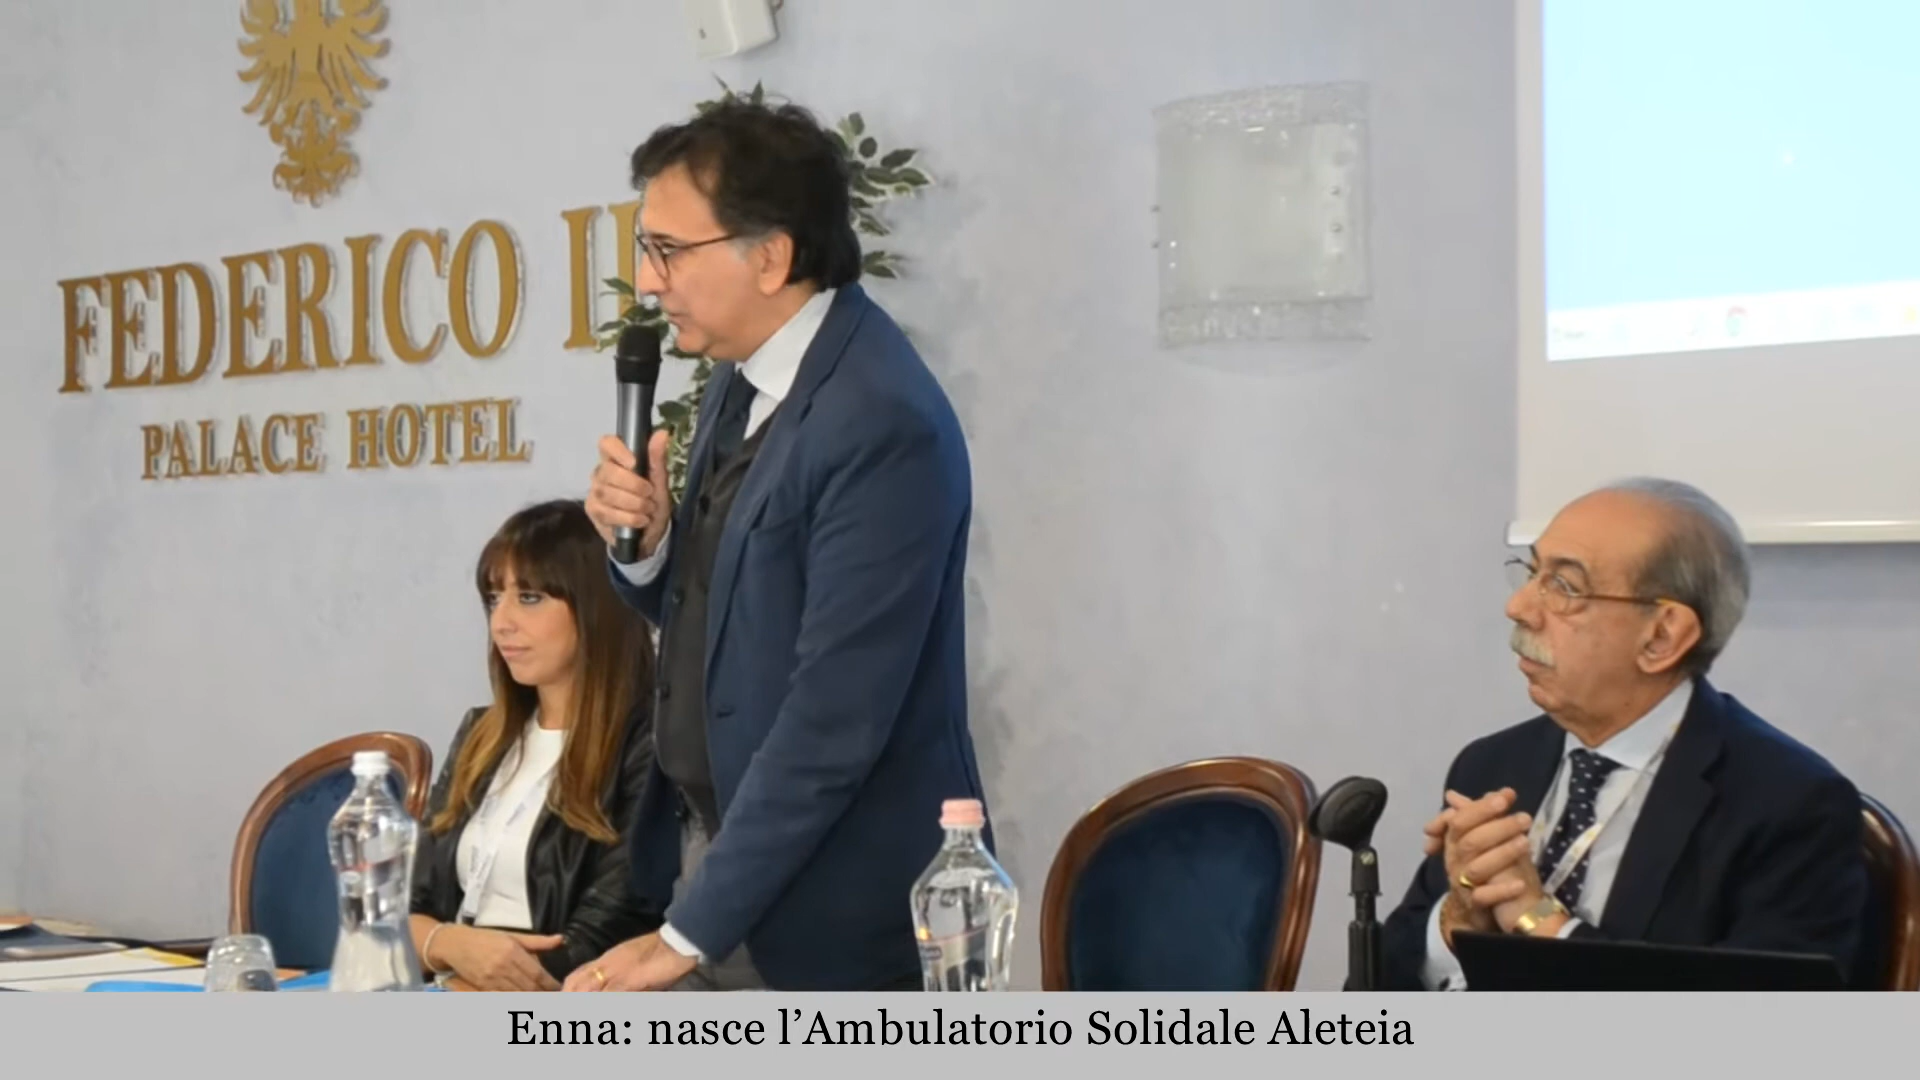 FEDERICO II
PALACE HOTEL
Enna: nasce l’Ambulatorio Solidale Aleteia